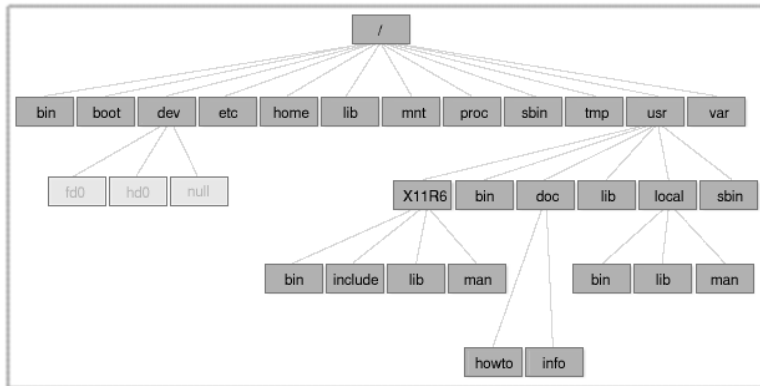 /
bin boot dev etc home lib mnt proc sbin tmp usr var
fd0 hd0 null X11R6 bin doc lib local sbin
bin include lib man bin lib man
howto info